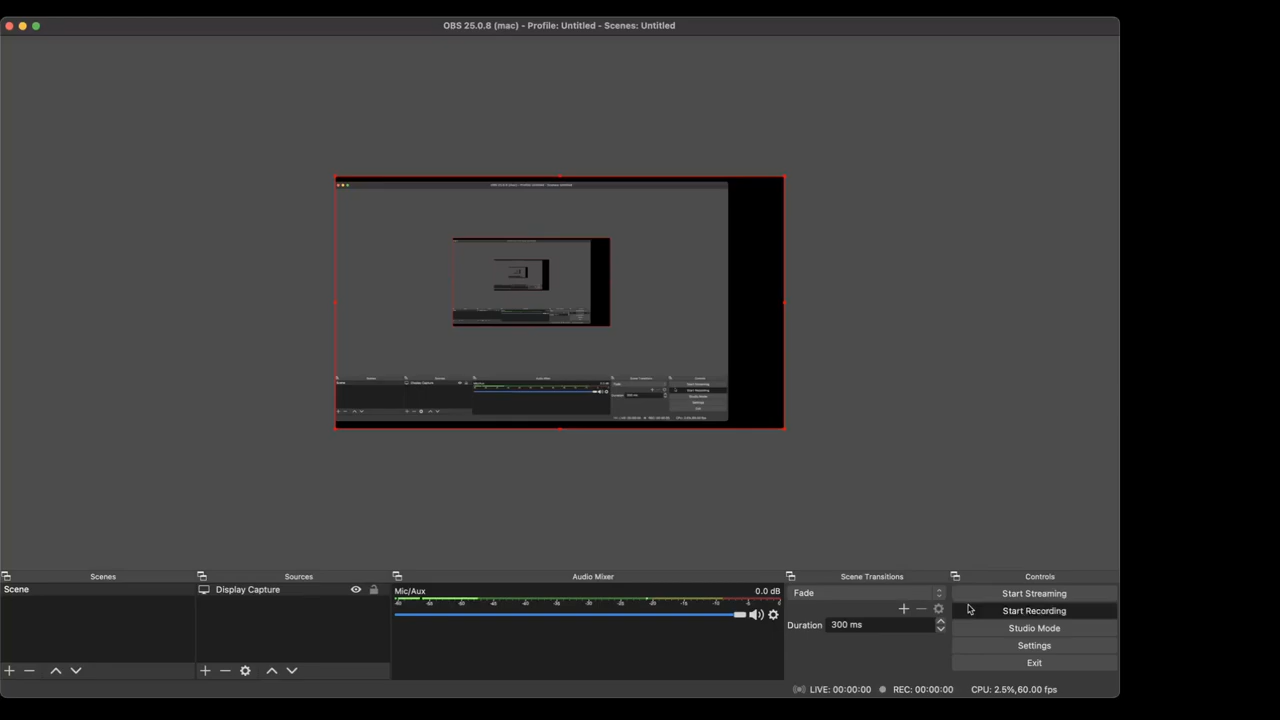 OBS 25.0.8 (mac) - Profile: Untitled - Scenes: Untitled
Scenes
Sources
Audio Mixer
Scene Transitions
Controls
Scene
Display Capture
Mic/Aux
0.0 dB
Fade
Duration
300 ms
Start Streaming
Start Recording
Studio Mode
Settings
Exit
LIVE: 00:00:00
REC: 00:00:00
CPU: 2.5%,60.00 fps